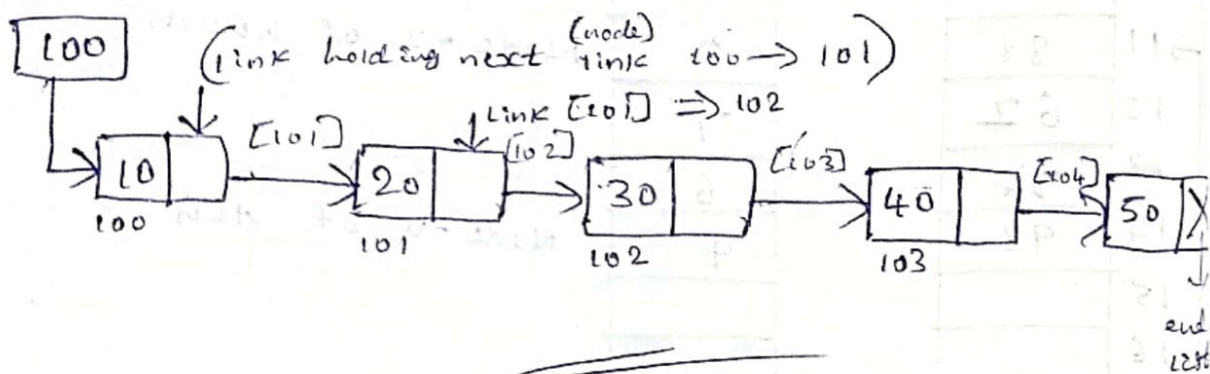 100 (Link holding next (node) link 100 → 101)
Link [101] ⇒ 102
[101] [102] [103] [104]
10 20 30 40 50 X
100 101 102 103
end
list